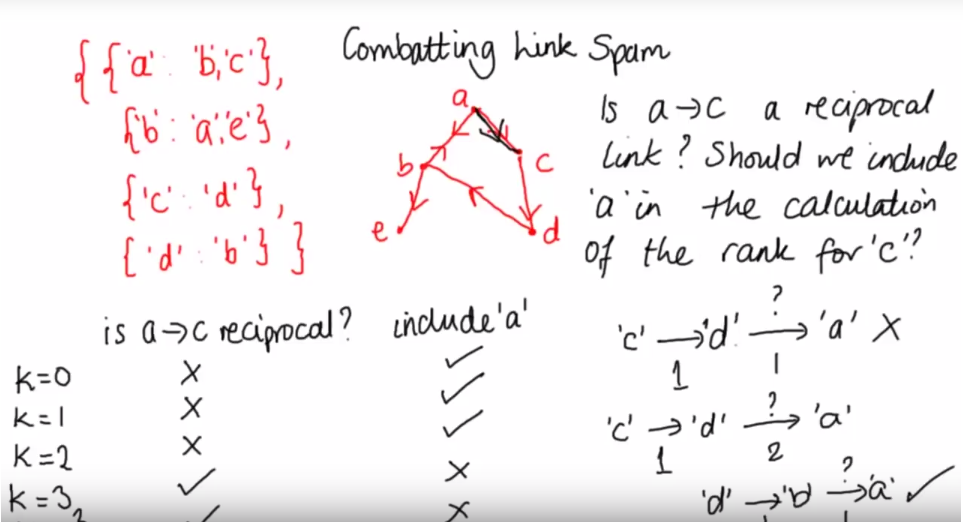 Combatting Link Spam
{ {'a' : 'b','c'},
{'b' : 'a','e'},
{'c' : 'd'},
{'d' : 'b'} }
a
b
c
e
d
Is a→c a reciprocal
link? Should we include
'a' in the calculation
of the rank for 'c'?
is a→c reciprocal? include 'a'
k=0 X ✓
k=1 X ✓
k=2 X ✓
k=3 ✓ X
✓ X
?
'c' → 'd' → 'a' X
1 1
?
'c' → 'd' → 'a'
1 2
?
'd' → 'b' → 'a' ✓